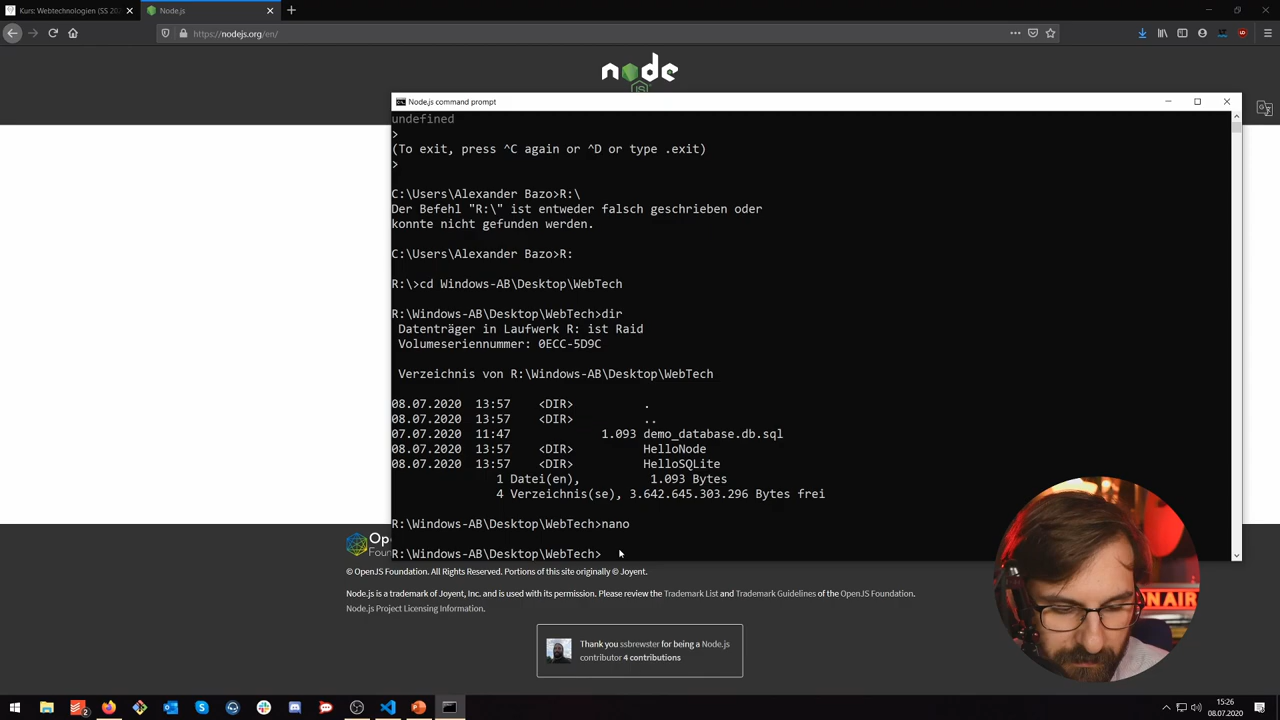 Kurs: Webtechnologien (SS 202
Node.js
https://nodejs.org/en/
node
JS
Node.js command prompt
undefined
>
(To exit, press ^C again or ^D or type .exit)
>
C:\Users\Alexander Bazo>R:\
Der Befehl "R:\" ist entweder falsch geschrieben oder
konnte nicht gefunden werden.
C:\Users\Alexander Bazo>R:
R:\>cd Windows-AB\Desktop\WebTech
R:\Windows-AB\Desktop\WebTech>dir
Datenträger in Laufwerk R: ist Raid
Volumeseriennummer: 0ECC-5D9C
Verzeichnis von R:\Windows-AB\Desktop\WebTech
08.07.2020 13:57 <DIR> .
08.07.2020 13:57 <DIR> ..
07.07.2020 11:47 1.093 demo_database.db.sql
08.07.2020 13:57 <DIR> HelloNode
08.07.2020 13:57 <DIR> HelloSQLite
1 Datei(en), 1.093 Bytes
4 Verzeichnis(se), 3.642.645.303.296 Bytes frei
R:\Windows-AB\Desktop\WebTech>nano
R:\Windows-AB\Desktop\WebTech>
© OpenJS Foundation. All Rights Reserved. Portions of this site originally © Joyent.
Node.js is a trademark of Joyent, Inc. and is used with its permission. Please review the Trademark List and Trademark Guidelines of the OpenJS Foundation.
Node.js Project Licensing Information.
Thank you ssbrewster for being a Node.js
contributor 4 contributions
15:26
08.07.2020